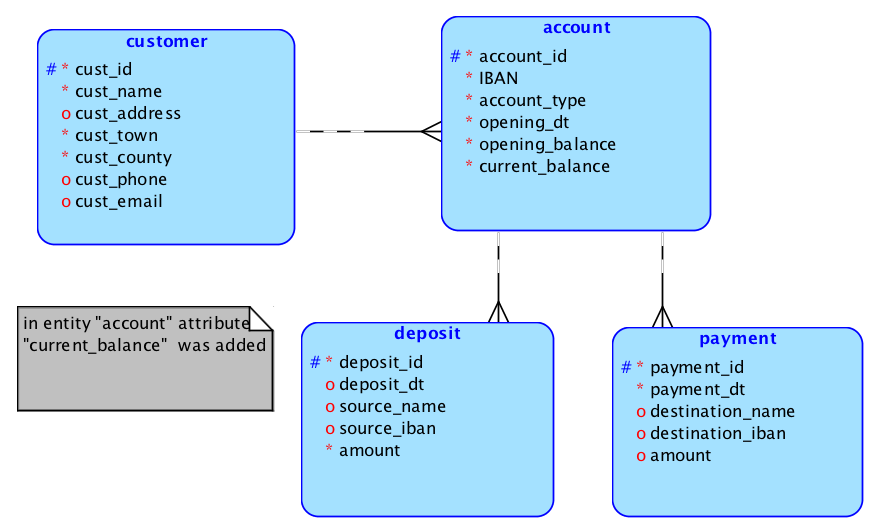 customer
# * cust_id
* cust_name
o cust_address
* cust_town
* cust_county
o cust_phone
o cust_email
account
# * account_id
* IBAN
* account_type
* opening_dt
* opening_balance
* current_balance
in entity "account" attribute
"current_balance" was added
deposit
# * deposit_id
o deposit_dt
o source_name
o source_iban
* amount
payment
# * payment_id
* payment_dt
o destination_name
o destination_iban
o amount